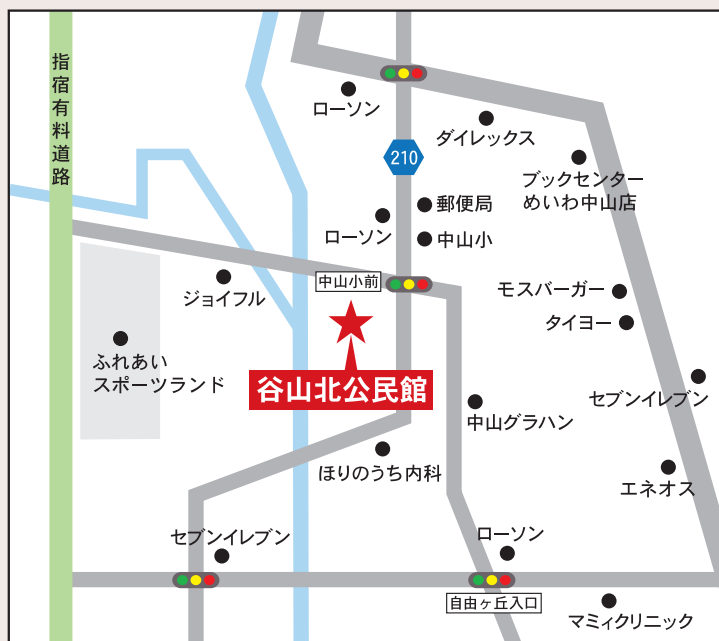 指宿有料道路
ローソン
ダイレックス
210
ブックセンター
めいわ中山店
郵便局
ローソン
中山小
中山小前
ジョイフル
モスバーガー
タイヨー
ふれあい
スポーツランド
谷山北公民館
セブンイレブン
中山グラハン
ほりのうち内科
エネオス
セブンイレブン
ローソン
自由ヶ丘入口
マミィクリニック